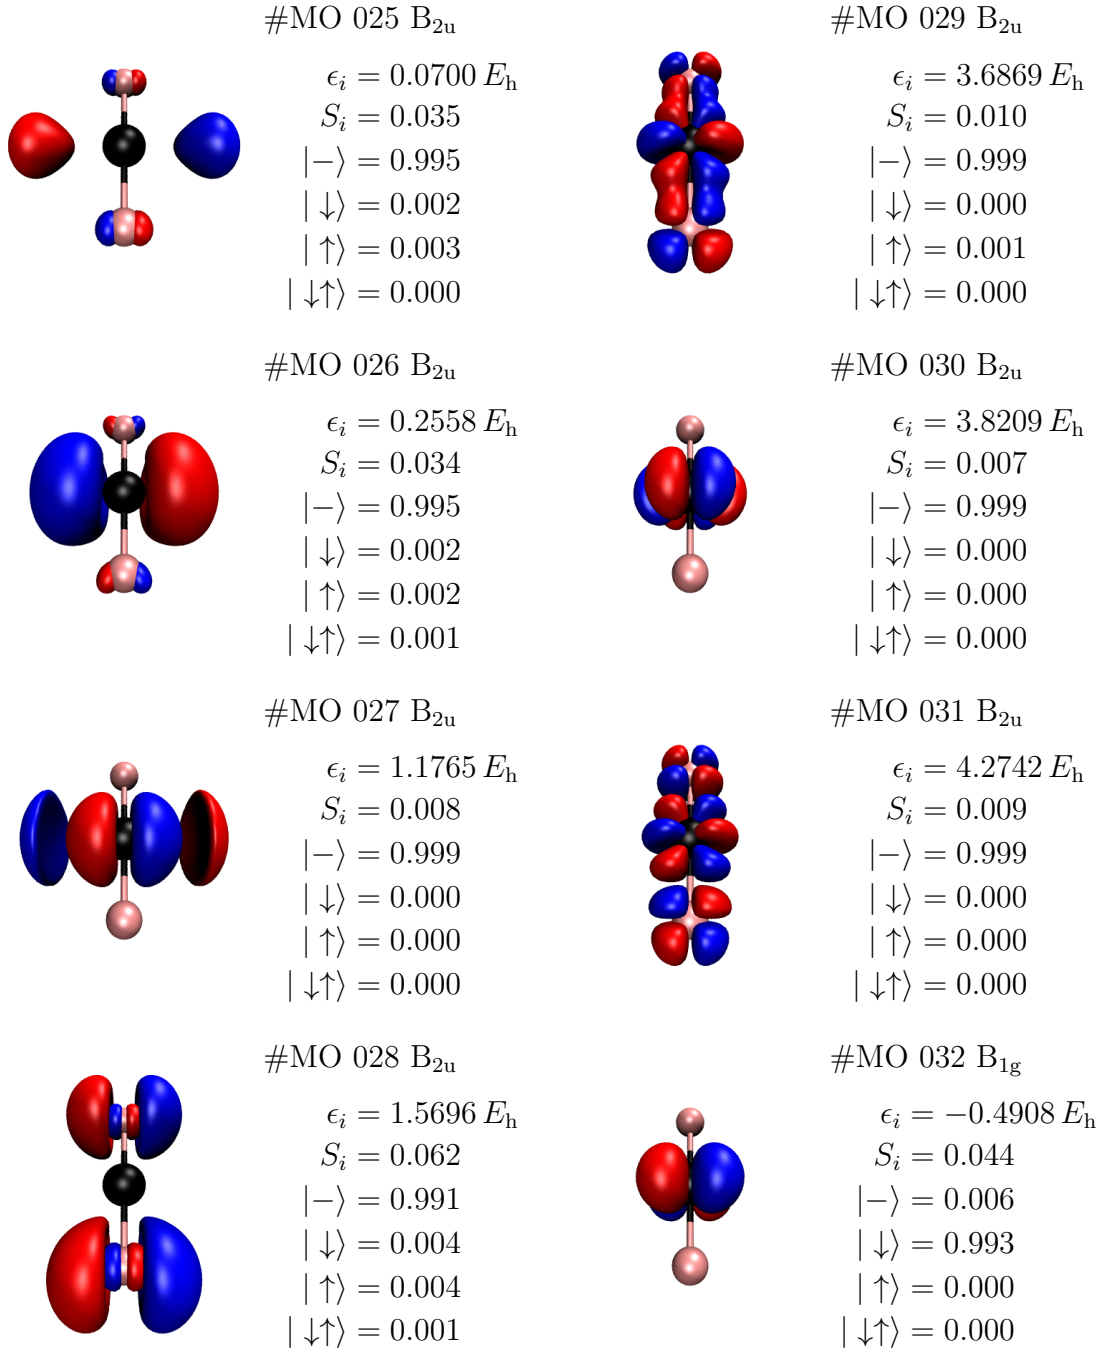 #MO 025 B2u
ϵi = 0.0700 Eh
Si = 0.035
|−⟩ = 0.995
| ↓⟩ = 0.002
| ↑⟩ = 0.003
| ↓↑⟩ = 0.000
#MO 026 B2u
ϵi = 0.2558 Eh
Si = 0.034
|−⟩ = 0.995
| ↓⟩ = 0.002
| ↑⟩ = 0.002
| ↓↑⟩ = 0.001
#MO 027 B2u
ϵi = 1.1765 Eh
Si = 0.008
|−⟩ = 0.999
| ↓⟩ = 0.000
| ↑⟩ = 0.000
| ↓↑⟩ = 0.000
#MO 028 B2u
ϵi = 1.5696 Eh
Si = 0.062
|−⟩ = 0.991
| ↓⟩ = 0.004
| ↑⟩ = 0.004
| ↓↑⟩ = 0.001
#MO 029 B2u
ϵi = 3.6869 Eh
Si = 0.010
|−⟩ = 0.999
| ↓⟩ = 0.000
| ↑⟩ = 0.001
| ↓↑⟩ = 0.000
#MO 030 B2u
ϵi = 3.8209 Eh
Si = 0.007
|−⟩ = 0.999
| ↓⟩ = 0.000
| ↑⟩ = 0.000
| ↓↑⟩ = 0.000
#MO 031 B2u
ϵi = 4.2742 Eh
Si = 0.009
|−⟩ = 0.999
| ↓⟩ = 0.000
| ↑⟩ = 0.000
| ↓↑⟩ = 0.000
#MO 032 B1g
ϵi = −0.4908 Eh
Si = 0.044
|−⟩ = 0.006
| ↓⟩ = 0.993
| ↑⟩ = 0.000
| ↓↑⟩ = 0.000